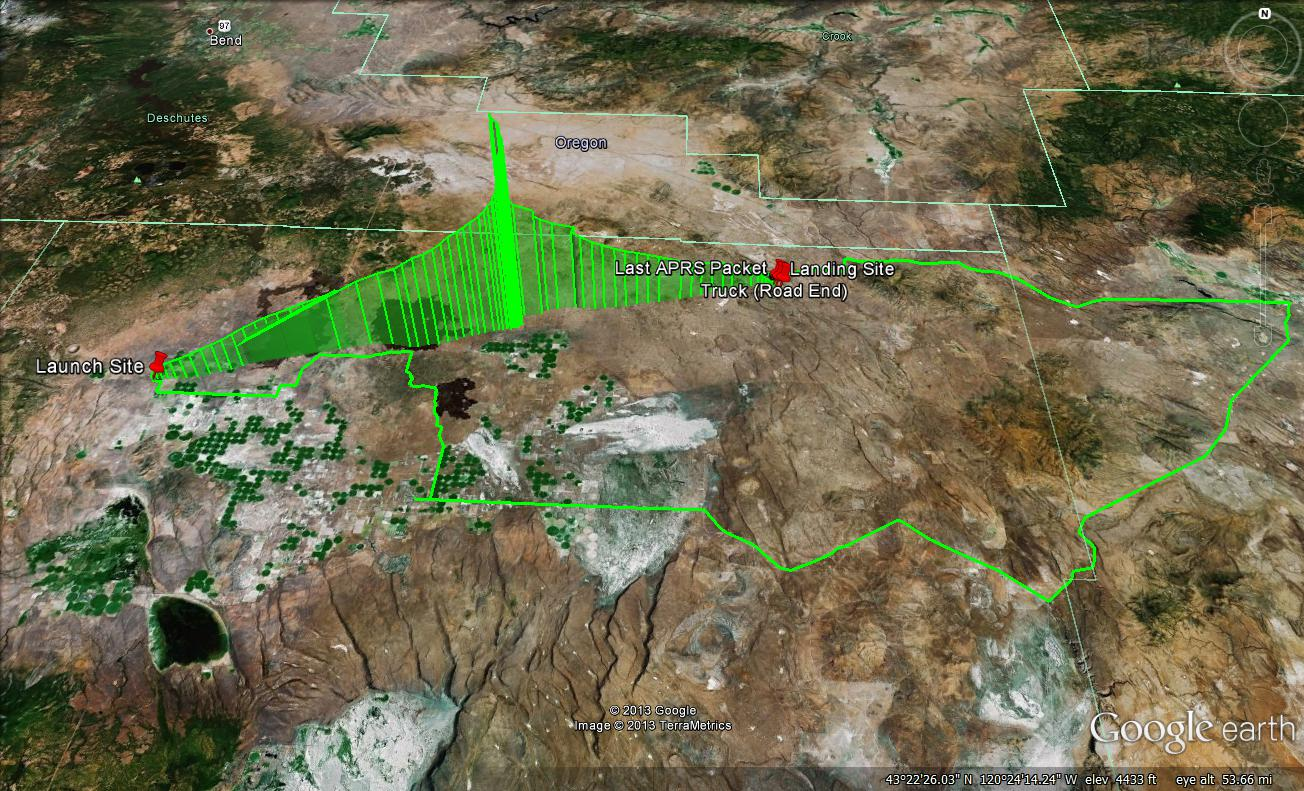 N
97
Bend
Crook
Deschutes
Oregon
Last APRS Packet
Landing Site
Truck (Road End)
Launch Site
© 2013 Google
Image © 2013 TerraMetrics
Google earth
43°22'26.03" N 120°24'14.24" W elev 4433 ft eye alt 53.66 mi